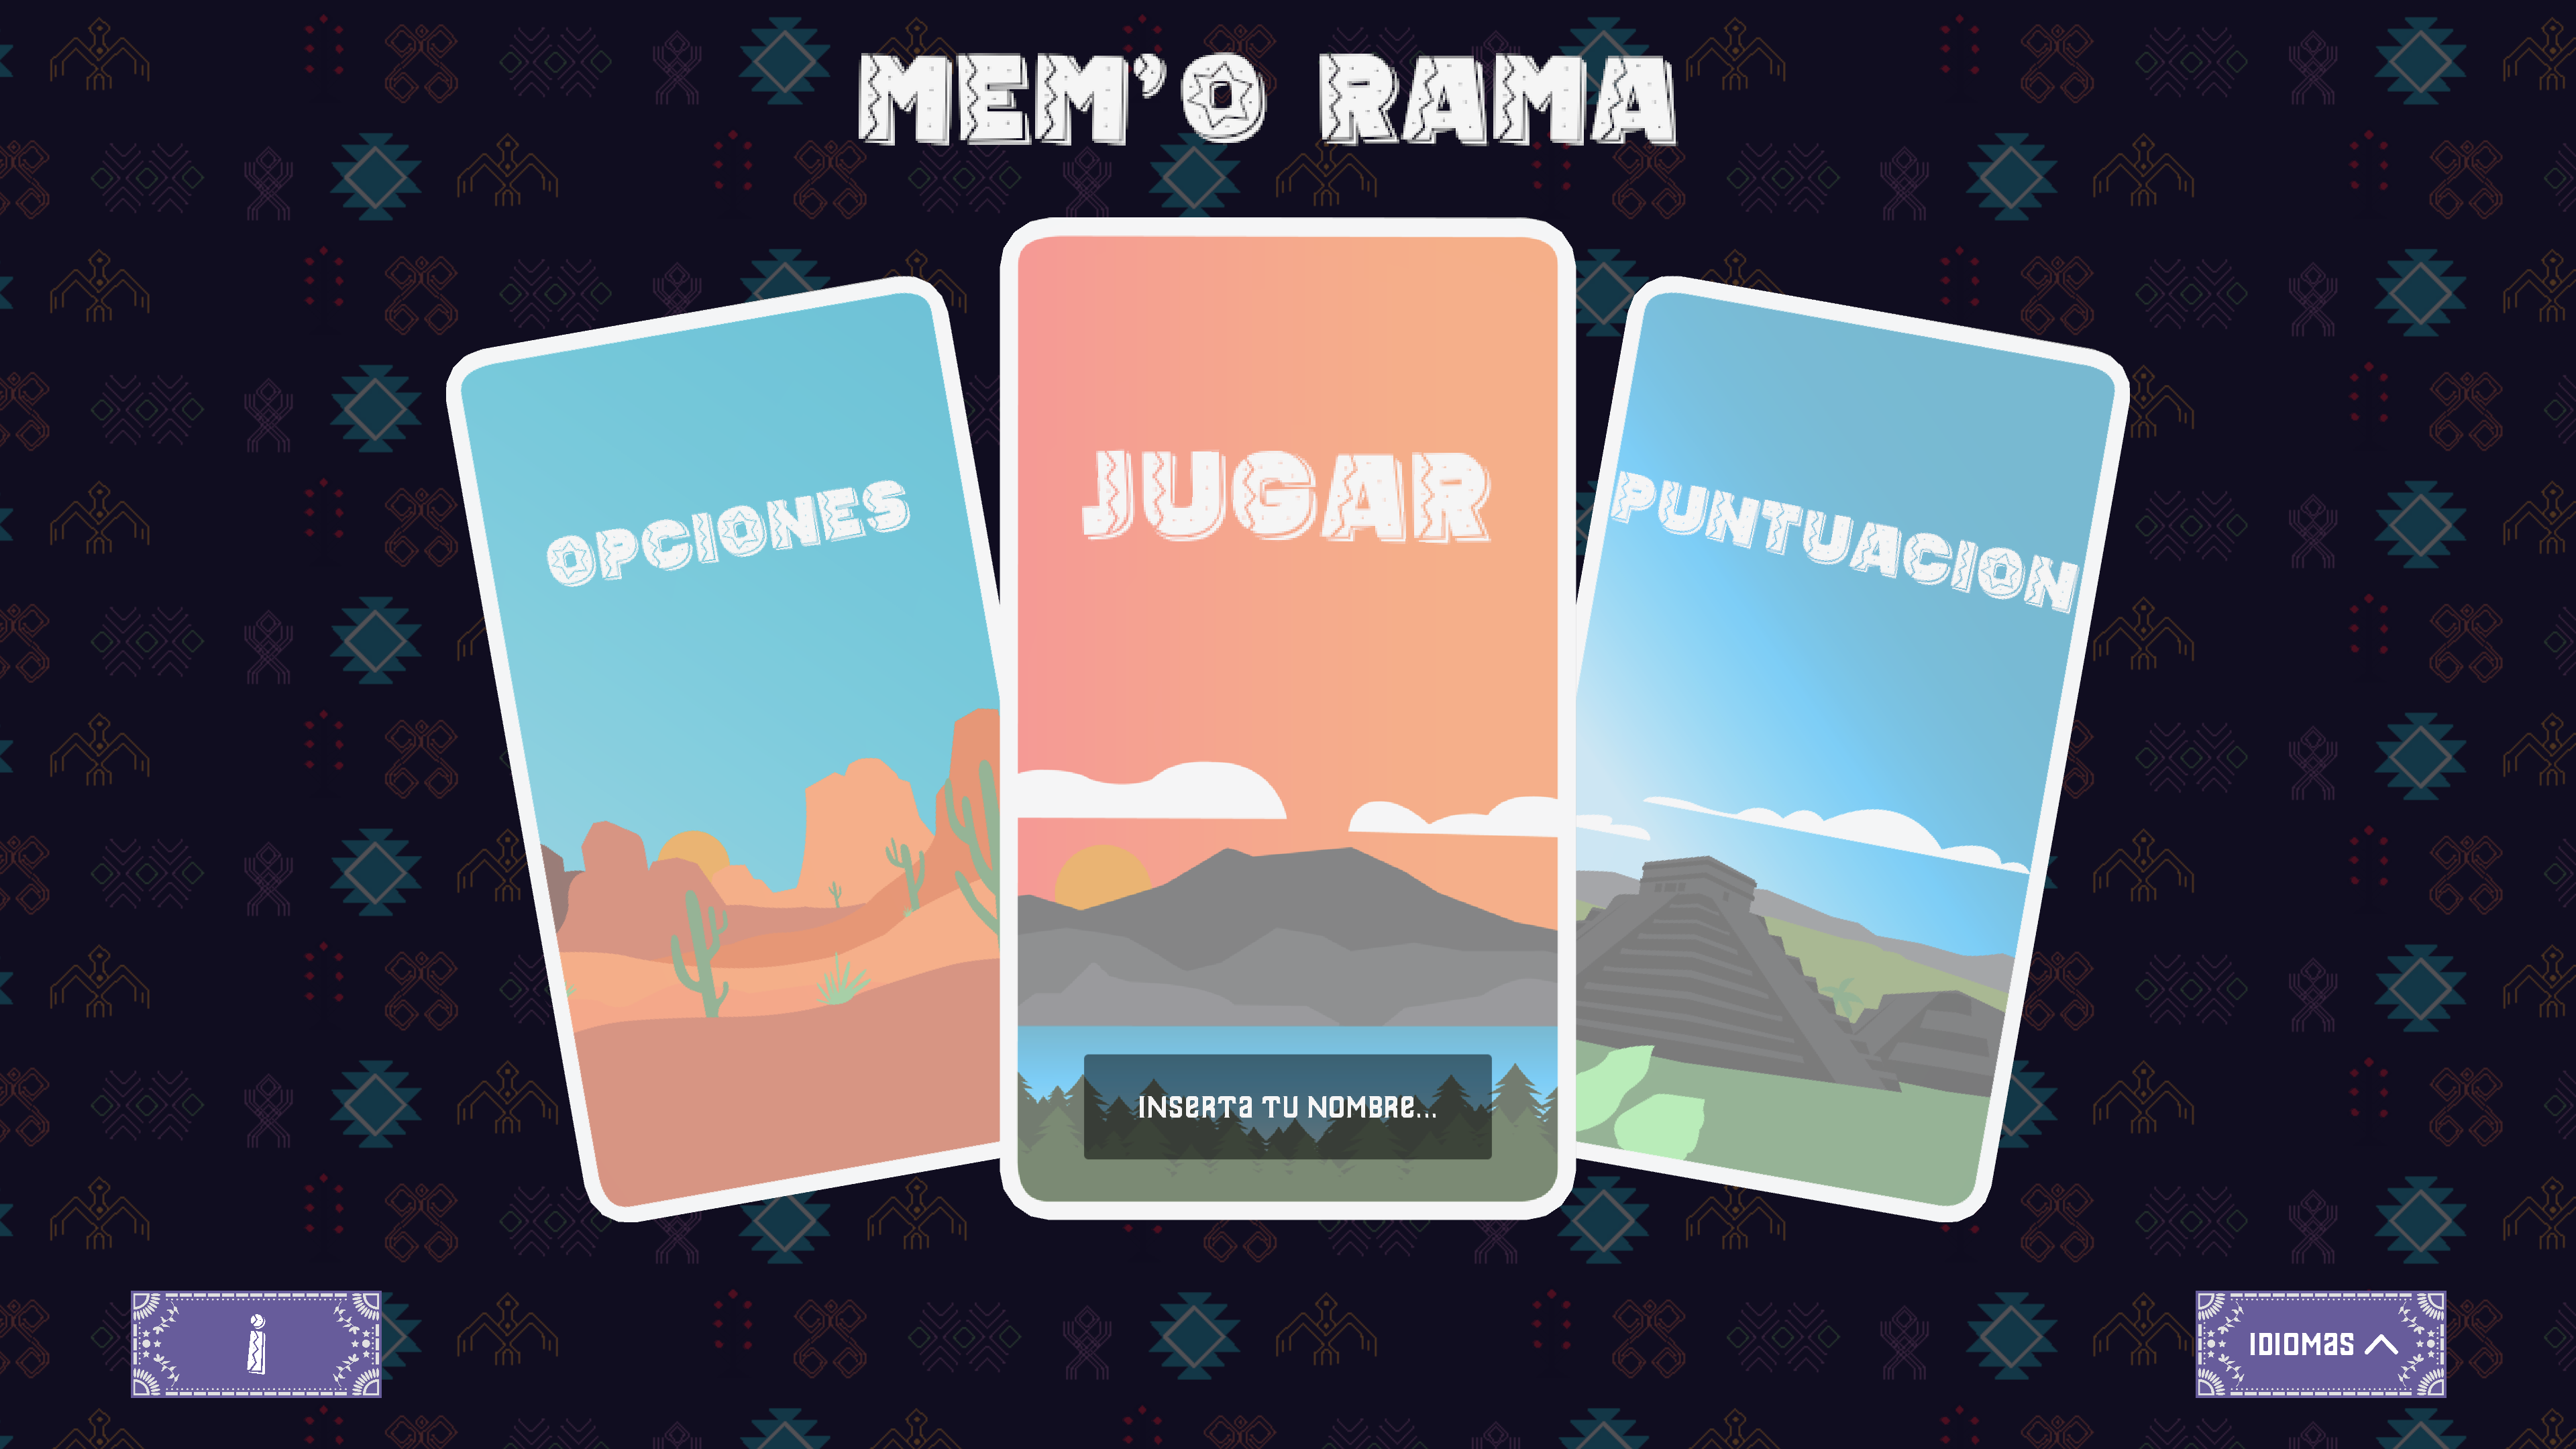 MEM'O RAMA
OPCIONES
JUGAR
PUNTUACION
INSERTA TU NOMBRE...
i
IDIOMAS